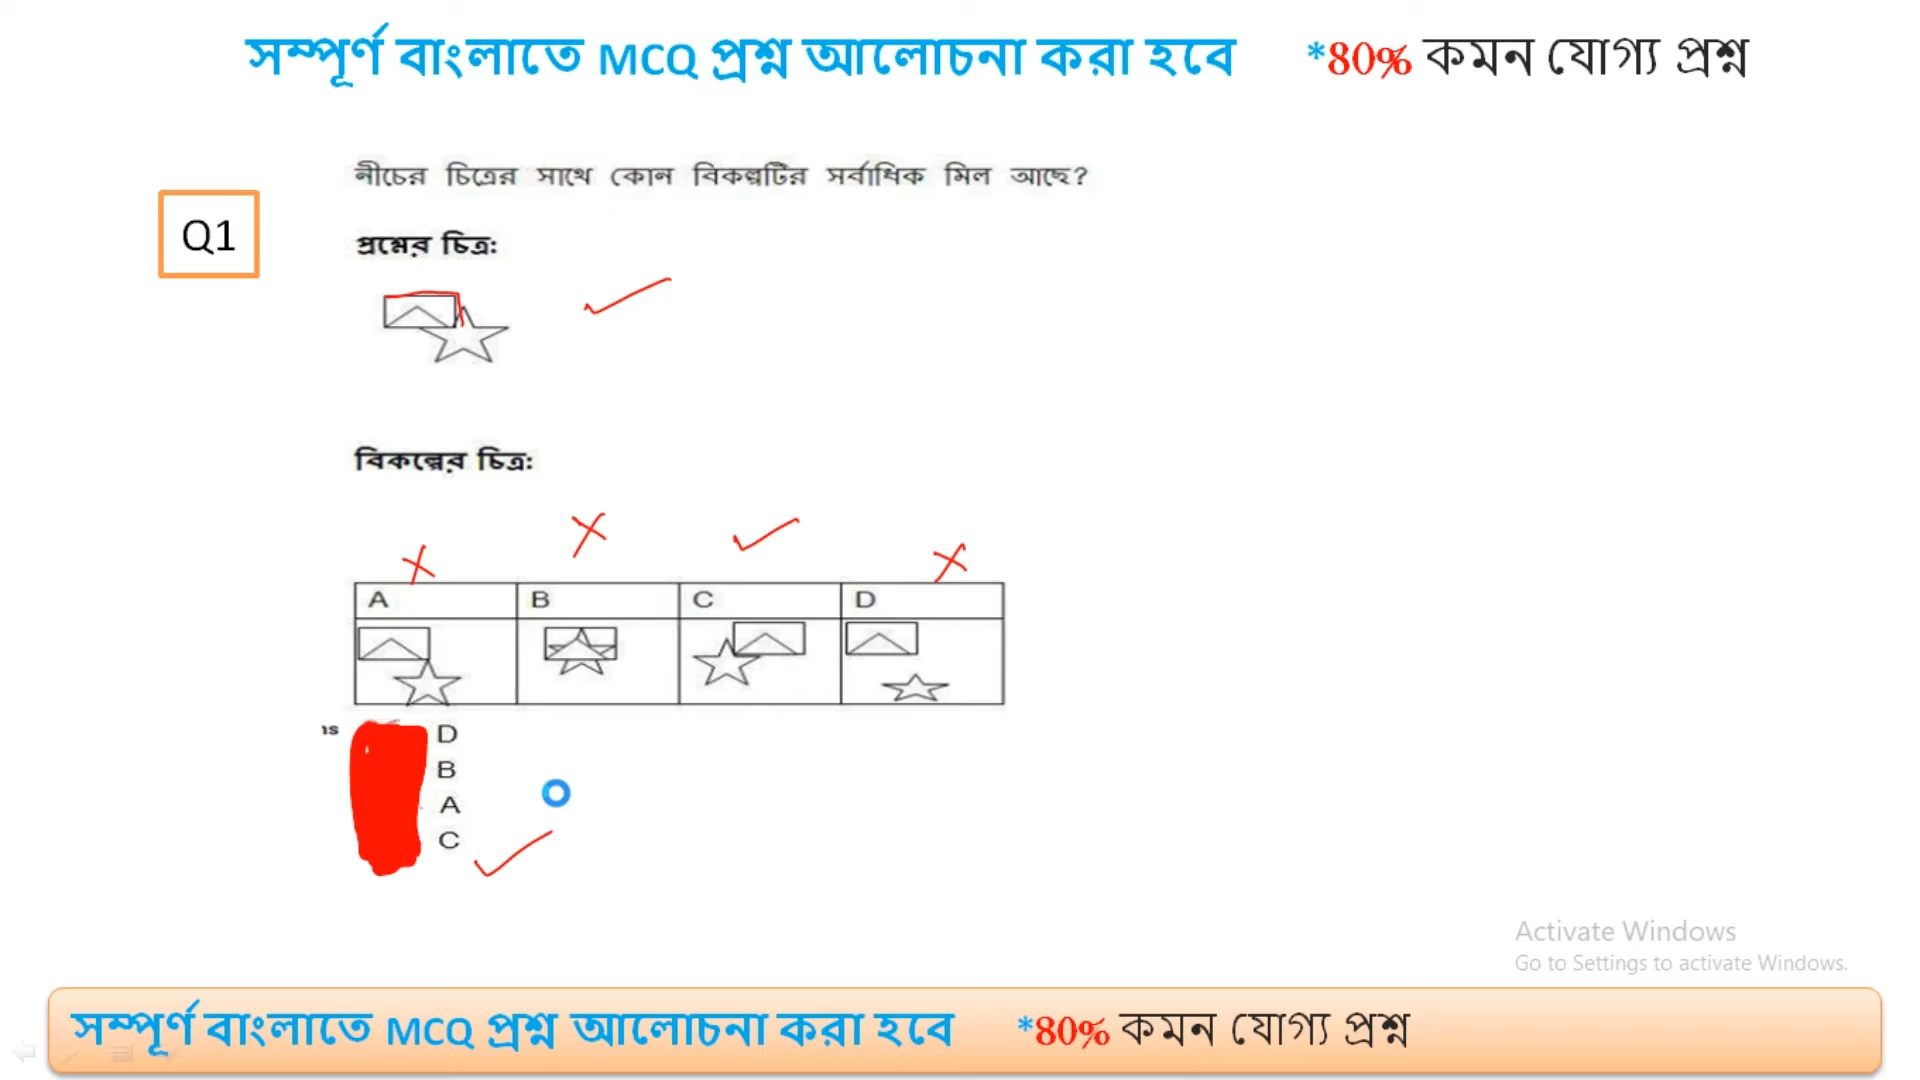 সম্পূর্ণ বাংলাতে MCQ প্রশ্ন আলোচনা করা হবে *80% কমন যোগ্য প্রশ্ন
নীচের চিত্রের সাথে কোন বিকল্পটির সর্বাধিক মিল আছে?
Q1
প্রশ্নের চিত্র:
বিকল্পের চিত্র:
A B C D
ns D
B
A
C
Activate Windows
Go to Settings to activate Windows.
সম্পূর্ণ বাংলাতে MCQ প্রশ্ন আলোচনা করা হবে *80% কমন যোগ্য প্রশ্ন